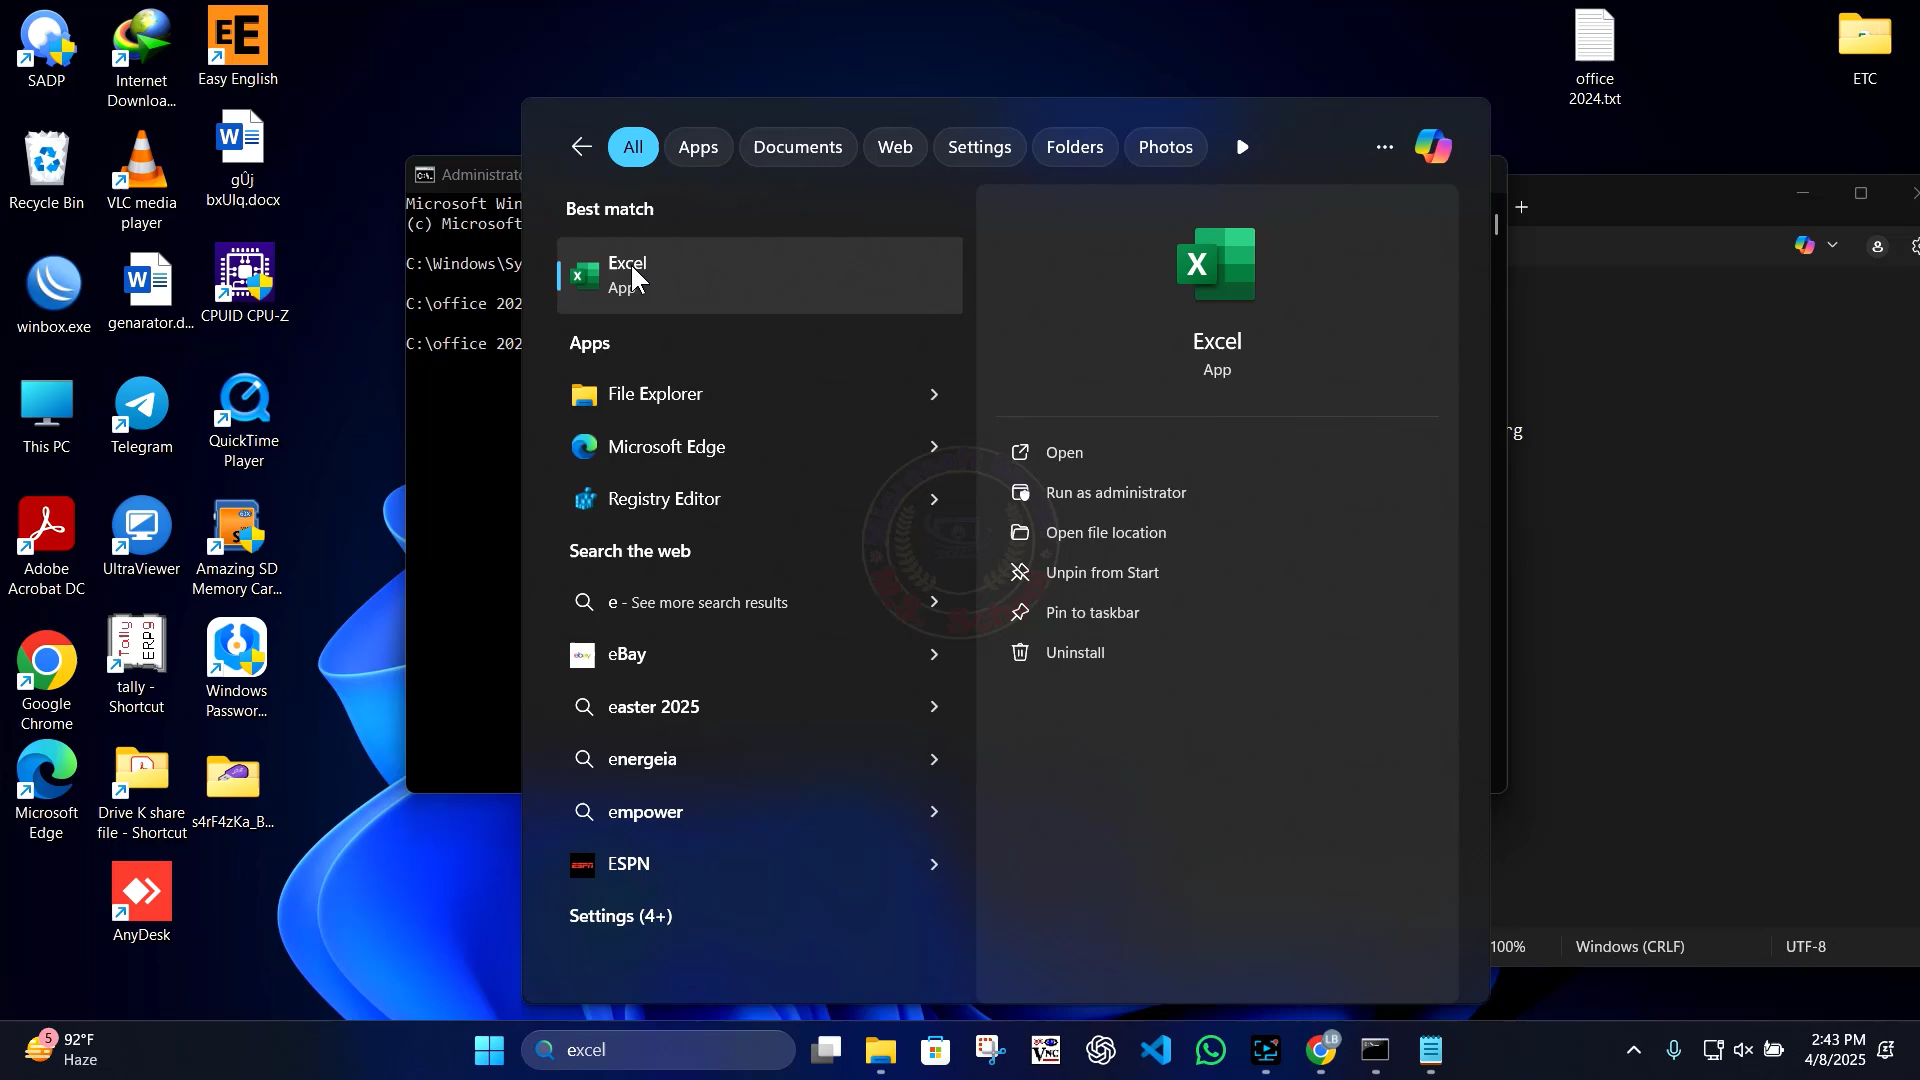 SADP
Internet
Downloa...
EE
Easy English
office
2024.txt
ETC
Recycle Bin
VLC media
player
gÛj
bxUlq.docx
winbox.exe
genarator.d...
CPUID CPU-Z
This PC
Telegram
QuickTime
Player
Adobe
Acrobat DC
UltraViewer
Amazing SD
Memory Car...
Google
Chrome
tally -
Shortcut
Windows
Passwor...
Microsoft
Edge
Drive K share
file - Shortcut
s4rF4zKa_B...
AnyDesk
Administrato
Microsoft Win
(c) Microsoft
C:\Windows\Sy
C:\office 202
C:\office 202
All
Apps
Documents
Web
Settings
Folders
Photos
Best match
Excel
App
Apps
File Explorer
Microsoft Edge
Registry Editor
Search the web
e - See more search results
eBay
easter 2025
energeia
empower
ESPN
Settings (4+)
Excel
App
Open
Run as administrator
Open file location
Unpin from Start
Pin to taskbar
Uninstall
rg
100%
Windows (CRLF)
UTF-8
5
92°F
Haze
excel
VNC
LB
2:43 PM
4/8/2025